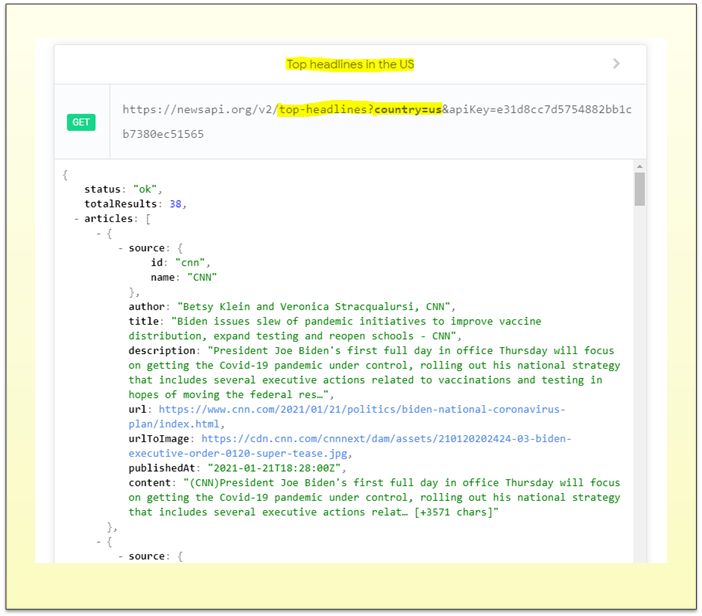 Top headlines in the US
https://newsapi.org/v2/top-headlines?country=us&apiKey=e31d8cc7d5754882bb1c
GET
b7380ec51565
{
status: "ok",
totalResults: 38,
- articles: [
- {
- source: {
id: "cnn",
name: "CNN"
},
author: "Betsy Klein and Veronica Stracqualursi, CNN",
title: "Biden issues slew of pandemic initiatives to improve vaccine
distribution, expand testing and reopen schools - CNN",
description: "President Joe Biden's first full day in office Thursday will focus
on getting the Covid-19 pandemic under control, rolling out his national strategy
that includes several executive actions related to vaccinations and testing in
hopes of moving the federal res…",
url: https://www.cnn.com/2021/01/21/politics/biden-national-coronavirus-
plan/index.html,
urlToImage: https://cdn.cnn.com/cnnnext/dam/assets/210120202424-03-biden-
executive-order-0120-super-tease.jpg,
publishedAt: "2021-01-21T18:28:00Z",
content: "(CNN)President Joe Biden's first full day in office Thursday will focus
on getting the Covid-19 pandemic under control, rolling out his national strategy
that includes several executive actions relat… [+3571 chars]"
},
- {
- source: {